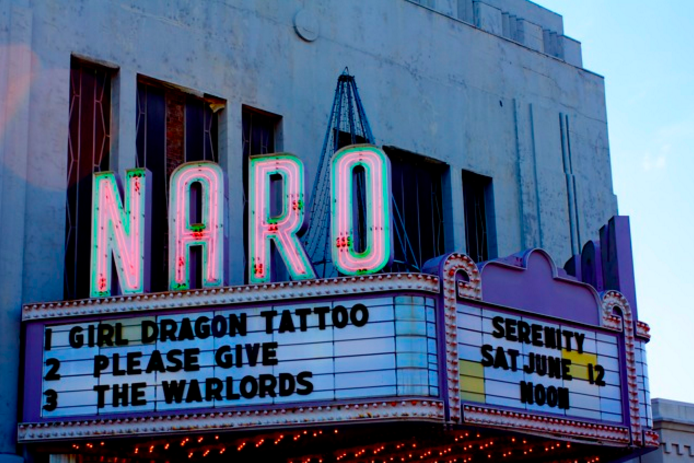 NARO
1 GIRL DRAGON TATTOO
2 PLEASE GIVE
3 THE WARLORDS
SERENITY
SAT JUNE 12
NOON